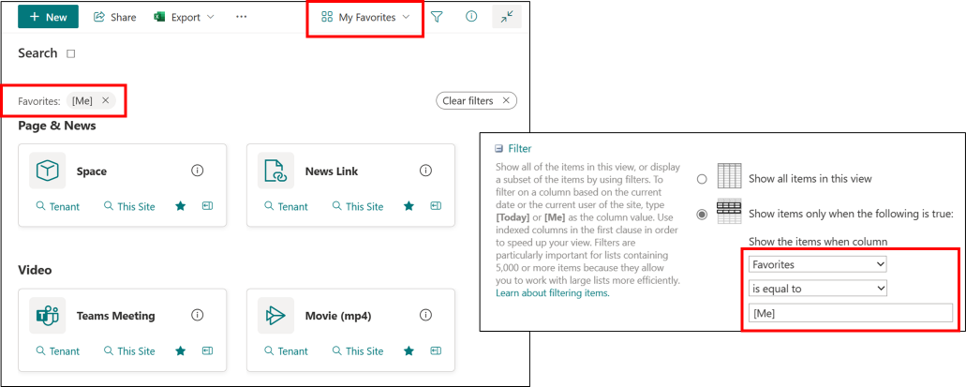 + New Share Export ··· My Favorites
Search
Favorites: [Me] ×
Clear filters ×
Page & News
Space
News Link
Tenant This Site
Tenant This Site
Video
Teams Meeting
Movie (mp4)
Tenant This Site
Tenant This Site
Filter
Show all of the items in this view, or display
a subset of the items by using filters. To
filter on a column based on the current
date or the current user of the site, type
[Today] or [Me] as the column value. Use
indexed columns in the first clause in order
to speed up your view. Filters are
particularly important for lists containing
5,000 or more items because they allow
you to work with large lists more efficiently.
Learn about filtering items.
Show all items in this view
Show items only when the following is true:
Show the items when column
Favorites
is equal to
[Me]